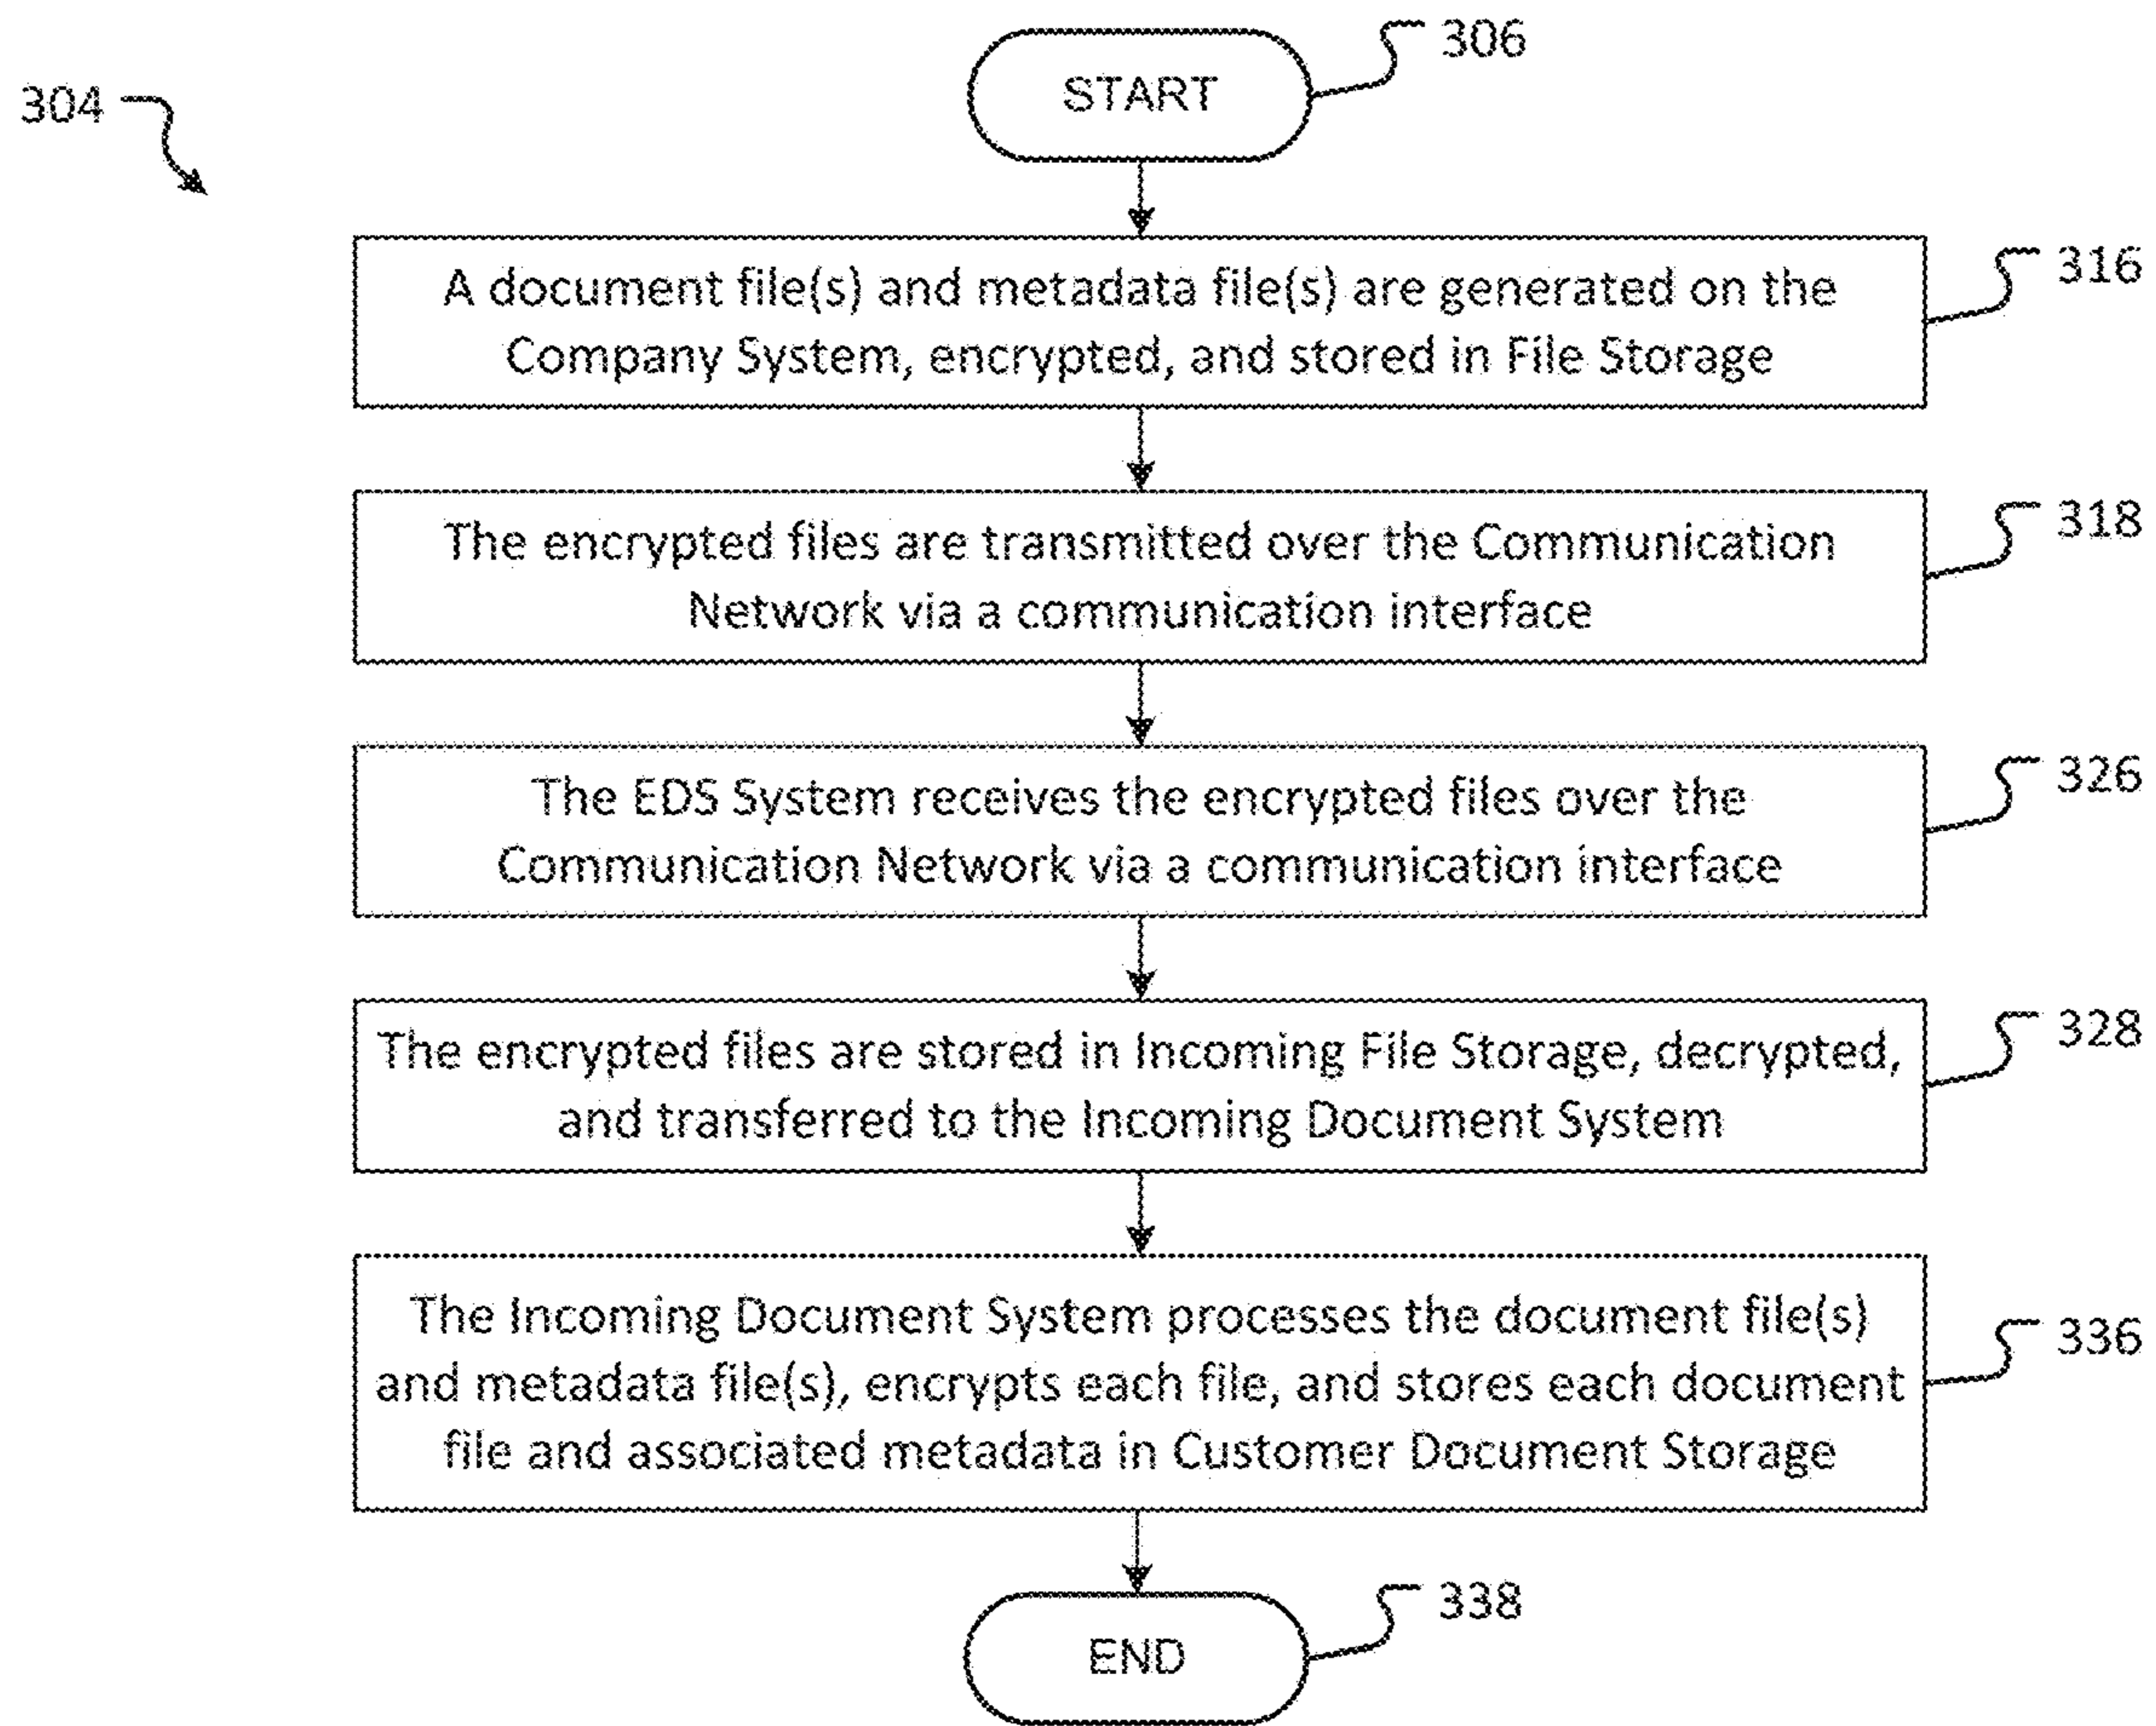 304
START
306
A document file(s) and metadata file(s) are generated on the
Company System, encrypted, and stored in File Storage
316
The encrypted files are transmitted over the Communication
Network via a communication interface
318
The EDS System receives the encrypted files over the
Communication Network via a communication interface
326
The encrypted files are stored in Incoming File Storage, decrypted,
and transferred to the Incoming Document System
328
The Incoming Document System processes the document file(s)
and metadata file(s), encrypts each file, and stores each document
file and associated metadata in Customer Document Storage
336
END
338